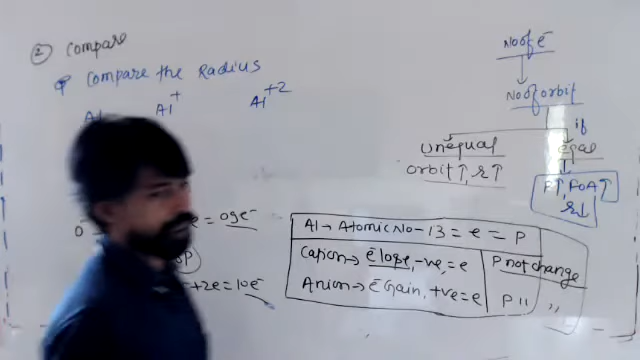 ② Compare
Compare the Radius
Al Al+ Al+2
No of e-
No of orbit
if
unequal
equal
orbit↑, r↑
P↑, FoA↑
r↓
= 09e-
+2e = 10e-
Al → Atomic No - 13 = e = P
Cation → e- lose, -ve, = e
P not change
Anion → e- Gain, +ve = e
P " "